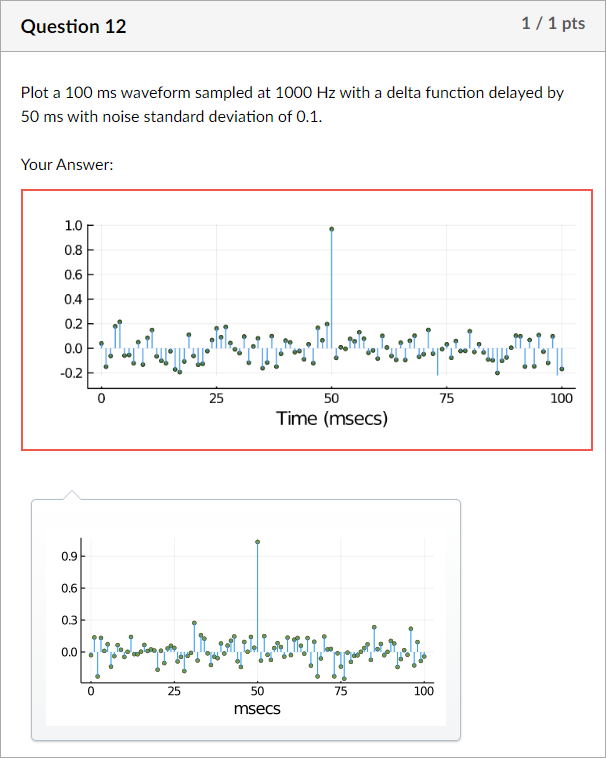 Question 12
1 / 1 pts
Plot a 100 ms waveform sampled at 1000 Hz with a delta function delayed by
50 ms with noise standard deviation of 0.1.
Your Answer:
1.0
0.8
0.6
0.4
0.2
0.0
-0.2
0 25 50 75 100
Time (msecs)
0.9
0.6
0.3
0.0
0 25 50 75 100
msecs